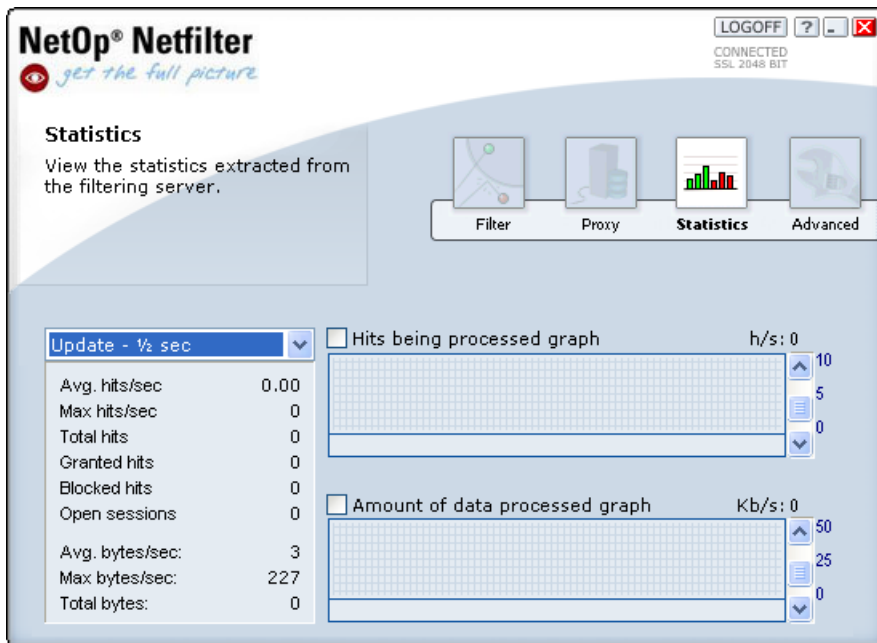 NetOp® Netfilter
get the full picture
LOGOFF ?
CONNECTED
SSL 2048 BIT
Statistics
View the statistics extracted from
the filtering server.
Filter Proxy Statistics Advanced
Update - ½ sec
Avg. hits/sec 0.00
Max hits/sec 0
Total hits 0
Granted hits 0
Blocked hits 0
Open sessions 0
Avg. bytes/sec: 3
Max bytes/sec: 227
Total bytes: 0
Hits being processed graph h/s: 0
10
5
0
Amount of data processed graph Kb/s: 0
50
25
0